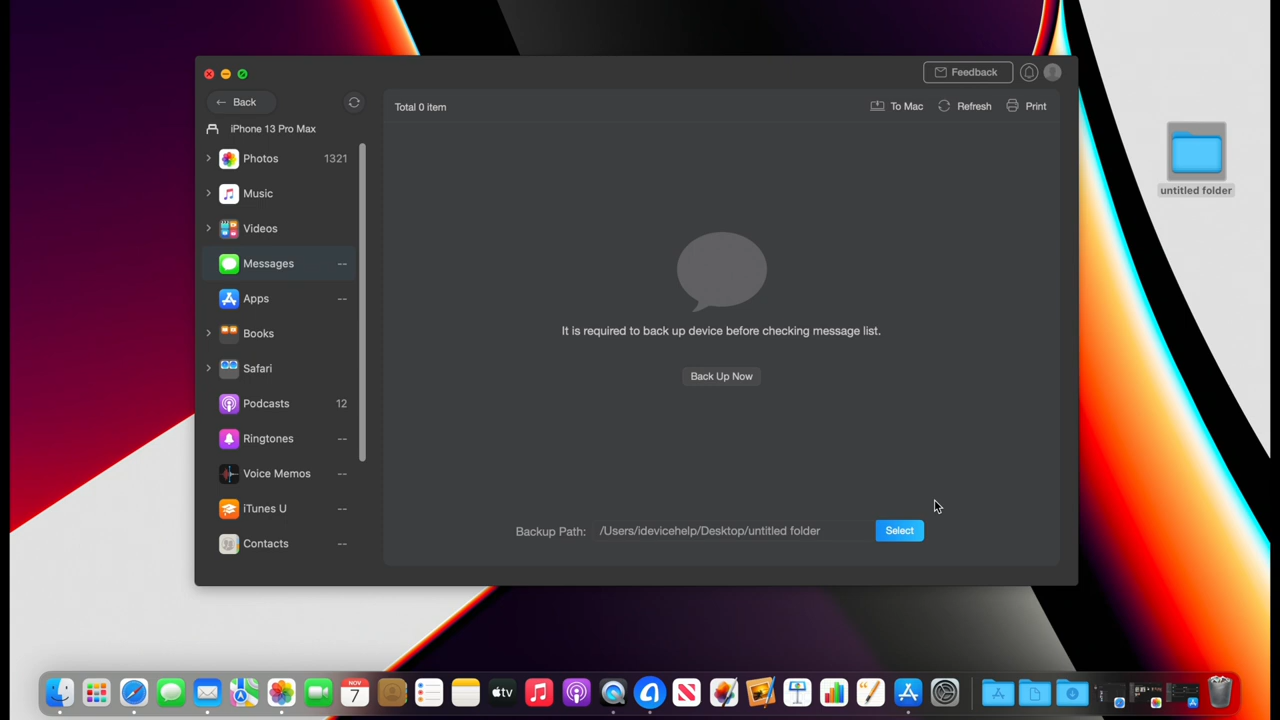 Feedback
Back
iPhone 13 Pro Max
Total 0 item
To Mac
Refresh
Print
Photos 1321
Music
Videos
Messages --
Apps --
Books
Safari
Podcasts 12
Ringtones --
Voice Memos --
iTunes U --
Contacts --
It is required to back up device before checking message list.
Back Up Now
Backup Path: /Users/idevicehelp/Desktop/untitled folder
Select
untitled folder
NOV
7
tv